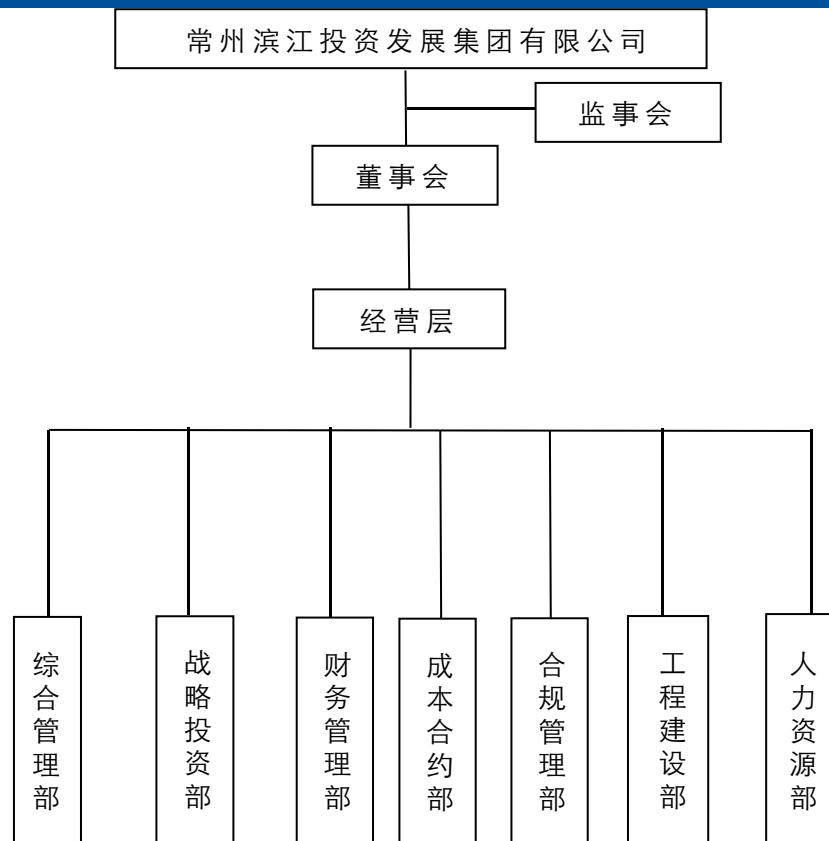 常州滨江投资发展集团有限公司
监事会
董事会
经营层
综合管理部
战略投资部
财务管理部
成本合约部
合规管理部
工程建设部
人力资源部